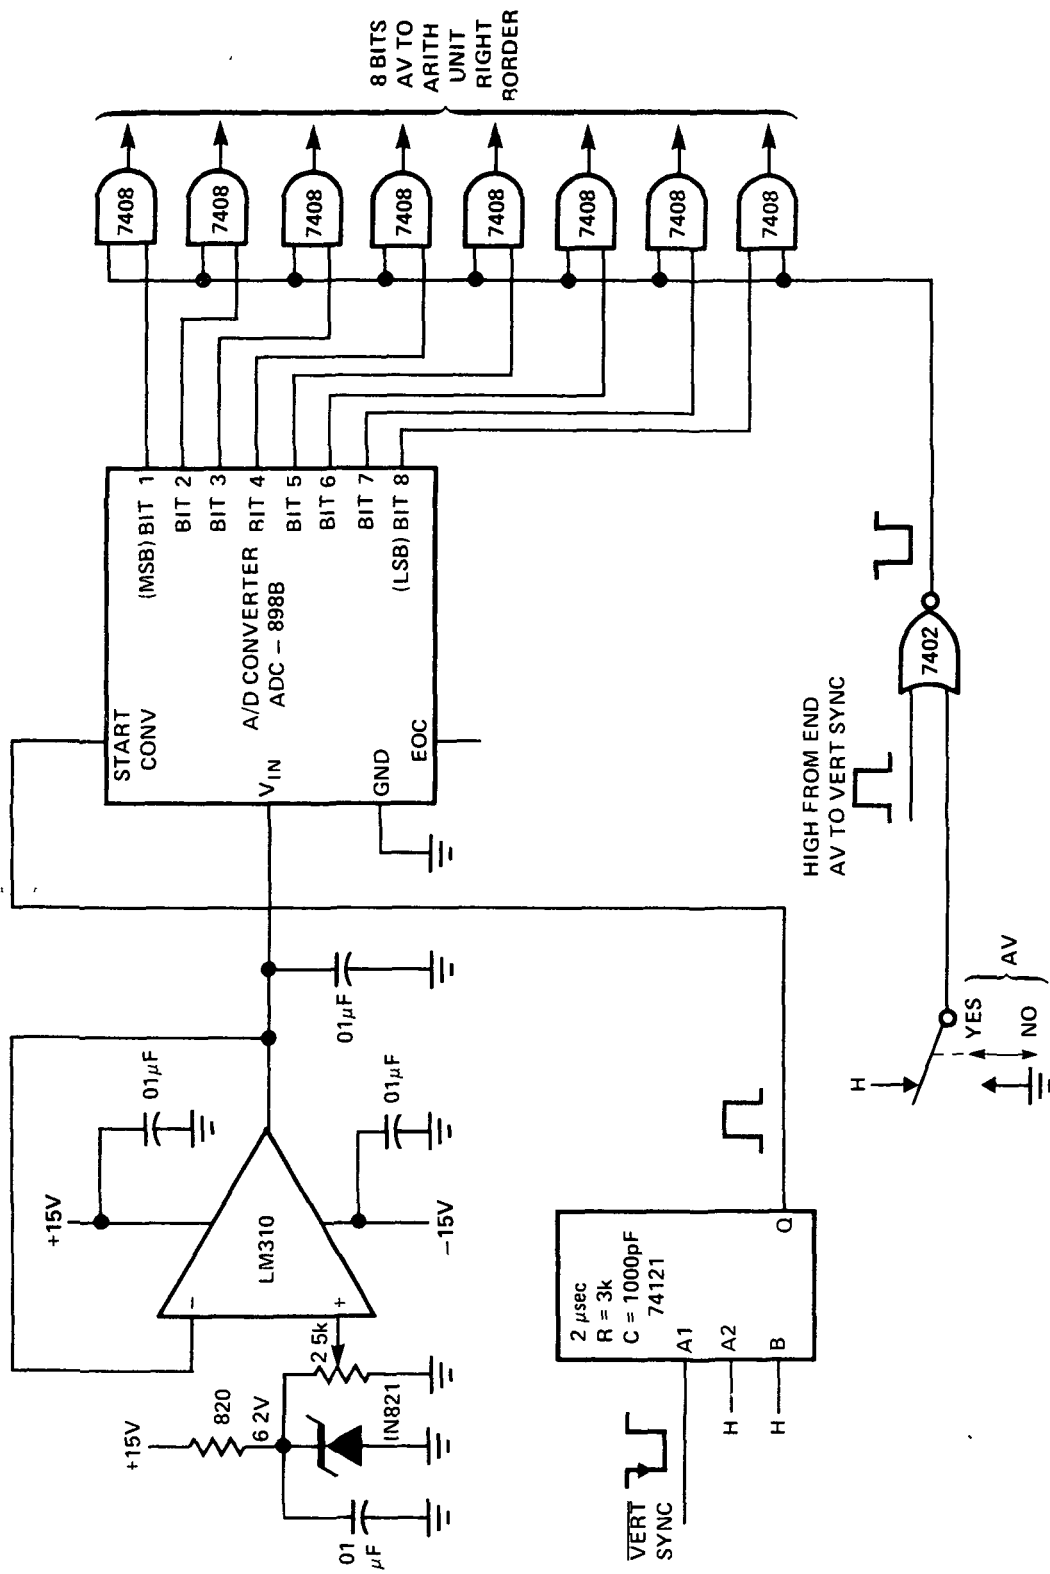 8 BITS
AV TO
ARITH
UNIT
RIGHT
RORDER
7408
7408
7408
7408
7408
7408
7408
7408
START
CONV
(MSB) BIT 1
BIT 2
BIT 3
RIT 4
BIT 5
BIT 6
BIT 7
(LSB) BIT 8
A/D CONVERTER
ADC – 898B
VIN
GND
EOC
01μF
+15V
01μF
01μF
–15V
LM310
–
+
2 5k
+15V
820
6 2V
IN821
01
μF
2 μsec
R = 3k
C = 1000pF
74121
A1
A2
B
Q
H
H
VERT
SYNC
HIGH FROM END
AV TO VERT SYNC
7402
H
YES
NO
AV